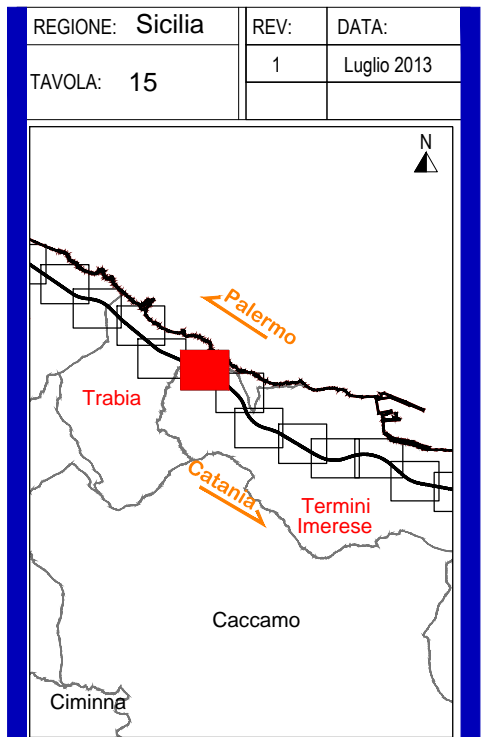 REGIONE: Sicilia
REV:
DATA:
TAVOLA: 15
1
Luglio 2013
N
Palermo
Trabia
Catania
Termini
Imerese
Caccamo
Ciminna